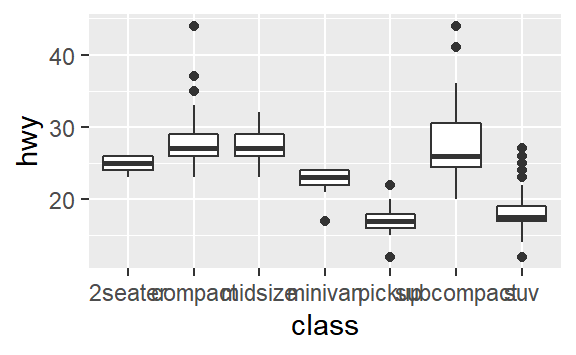 hwy
40
30
20
2seater compact midsize minivan pickup subcompact suv
class